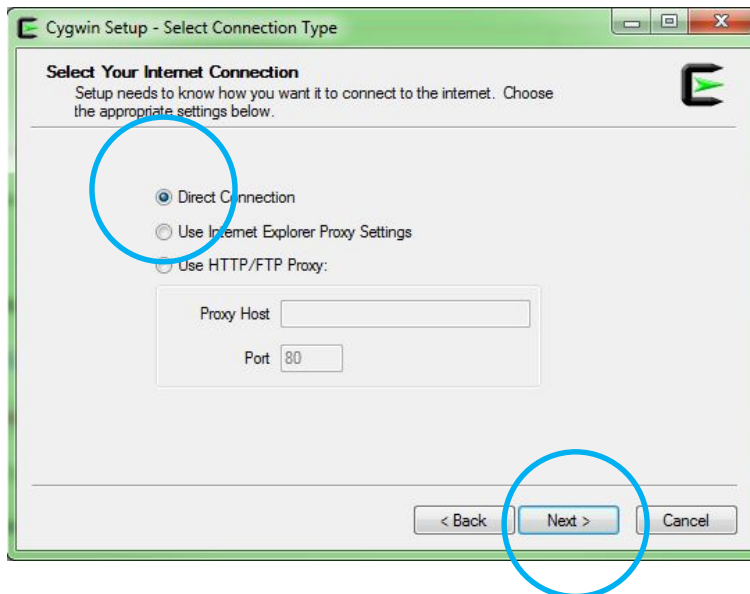 Cygwin Setup - Select Connection Type
Select Your Internet Connection
Setup needs to know how you want it to connect to the internet. Choose
the appropriate settings below.
Direct Connection
Use Internet Explorer Proxy Settings
Use HTTP/FTP Proxy:
Proxy Host
Port 80
< Back Next > Cancel